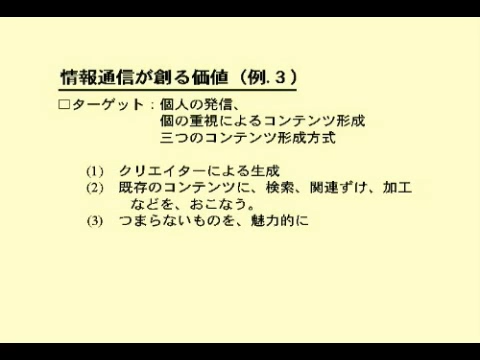 情報通信が創る価値（例.３）
□ターゲット：個人の発信、
個の重視によるコンテンツ形成
三つのコンテンツ形成方式
(1) クリエイターによる生成
(2) 既存のコンテンツに、検索、関連ずけ、加工
などを、おこなう。
(3) つまらないものを、魅力的に